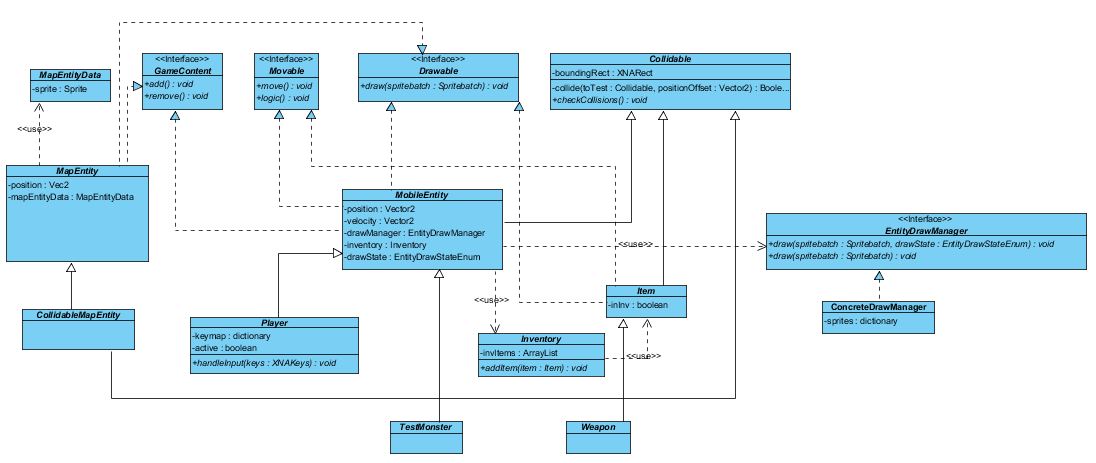 MapEntityData
-sprite : Sprite
<<Interface>>
GameContent
+add() : void
+remove() : void
<<Interface>>
Movable
+move() : void
+logic() : void
<<Interface>>
Drawable
+draw(spritebatch : Spritebatch) : void
Collidable
-boundingRect : XNARect
-collide(toTest : Collidable, positionOffset : Vector2) : Boole...
+checkCollisions() : void
<<use>>
MapEntity
-position : Vec2
-mapEntityData : MapEntityData
MobileEntity
-position : Vector2
-velocity : Vector2
-drawManager : EntityDrawManager
-inventory : Inventory
-drawState : EntityDrawStateEnum
<<use>>
<<Interface>>
EntityDrawManager
+draw(spritebatch : Spritebatch, drawState : EntityDrawStateEnum) : void
+draw(spritebatch : Spritebatch) : void
CollidableMapEntity
Player
-keymap : dictionary
-active : boolean
+handleInput(keys : XNAKeys) : void
<<use>>
Item
-inInv : boolean
ConcreteDrawManager
-sprites : dictionary
Inventory
-invItems : ArrayList
+addItem(item : Item) : void
<<use>>
TestMonster
Weapon